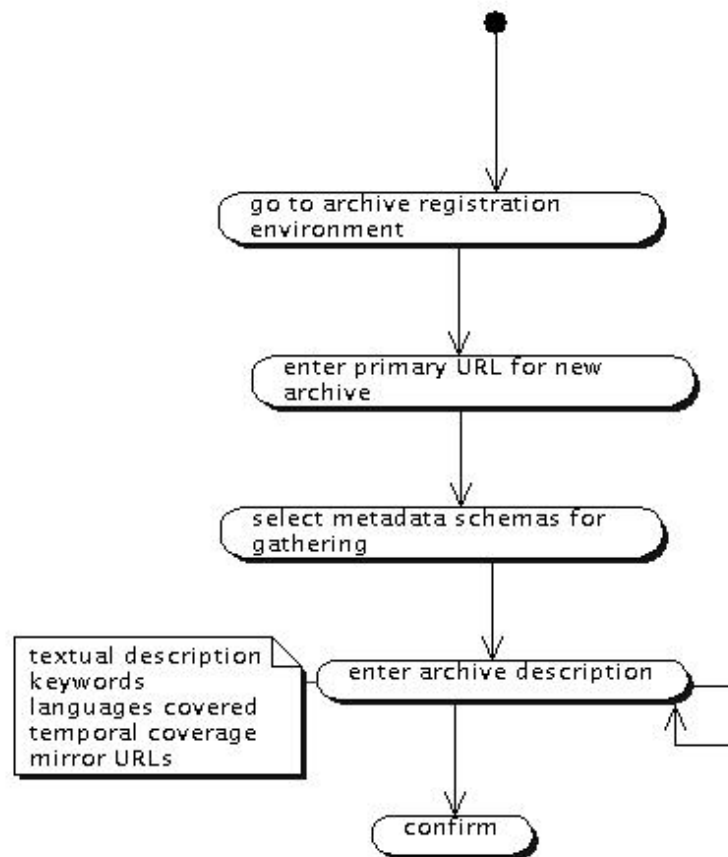 go to archive registration
environment
enter primary URL for new
archive
select metadata schemas for
gathering
textual description
keywords
languages covered
temporal coverage
mirror URLs
enter archive description
confirm